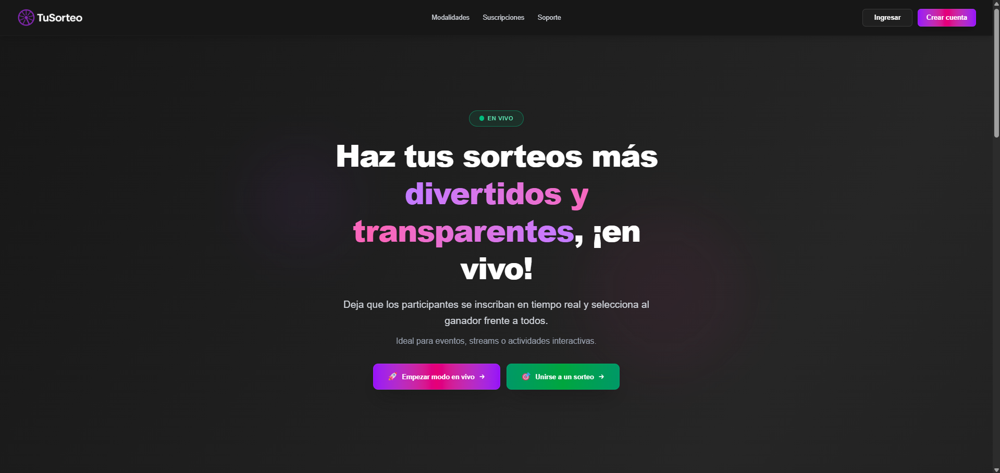 TuSorteo
Modalidades
Suscripciones
Soporte
Ingresar
Crear cuenta
EN VIVO
Haz tus sorteos más
divertidos y
transparentes, ¡en
vivo!
Deja que los participantes se inscriban en tiempo real y selecciona al
ganador frente a todos.
Ideal para eventos, streams o actividades interactivas.
🚀 Empezar modo en vivo →
🎯 Unirse a un sorteo →